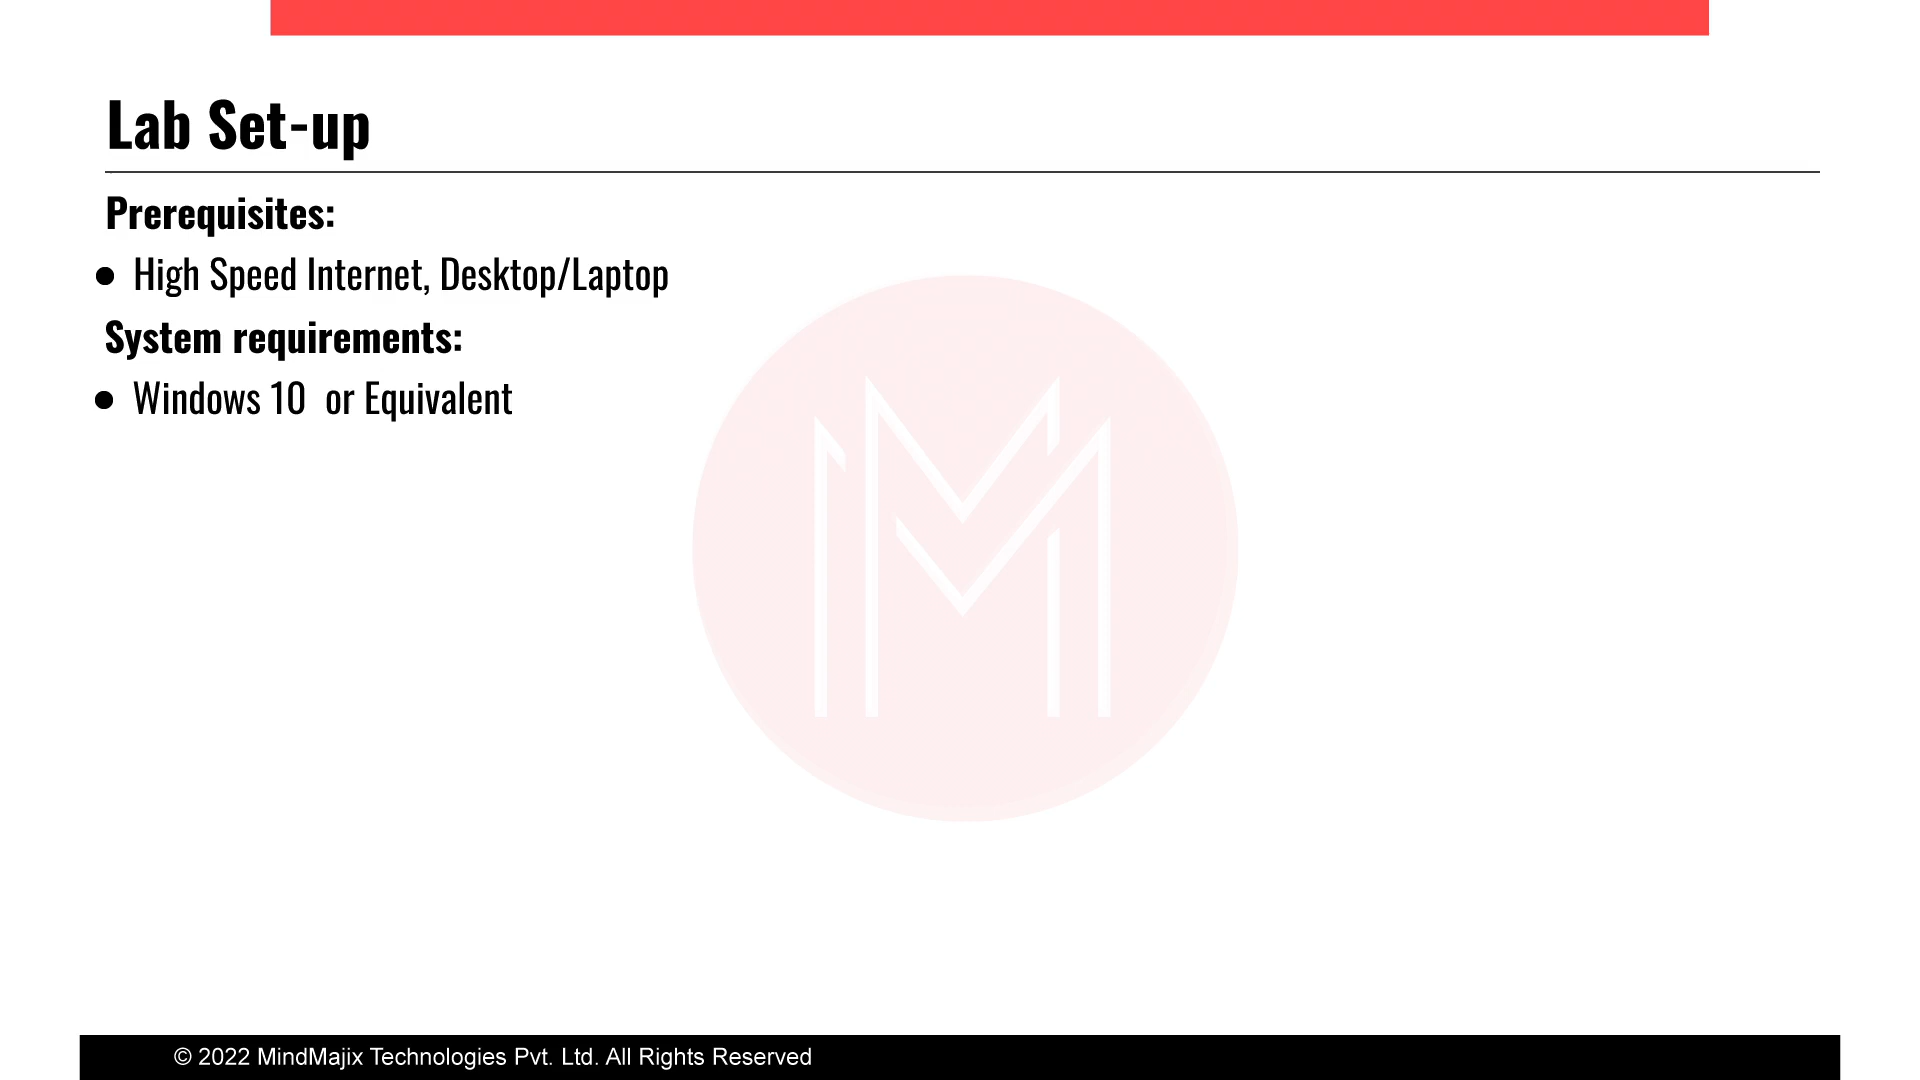 Lab Set-up
Prerequisites:
● High Speed Internet, Desktop/Laptop
System requirements:
● Windows 10  or Equivalent
© 2022 MindMajix Technologies Pvt. Ltd. All Rights Reserved